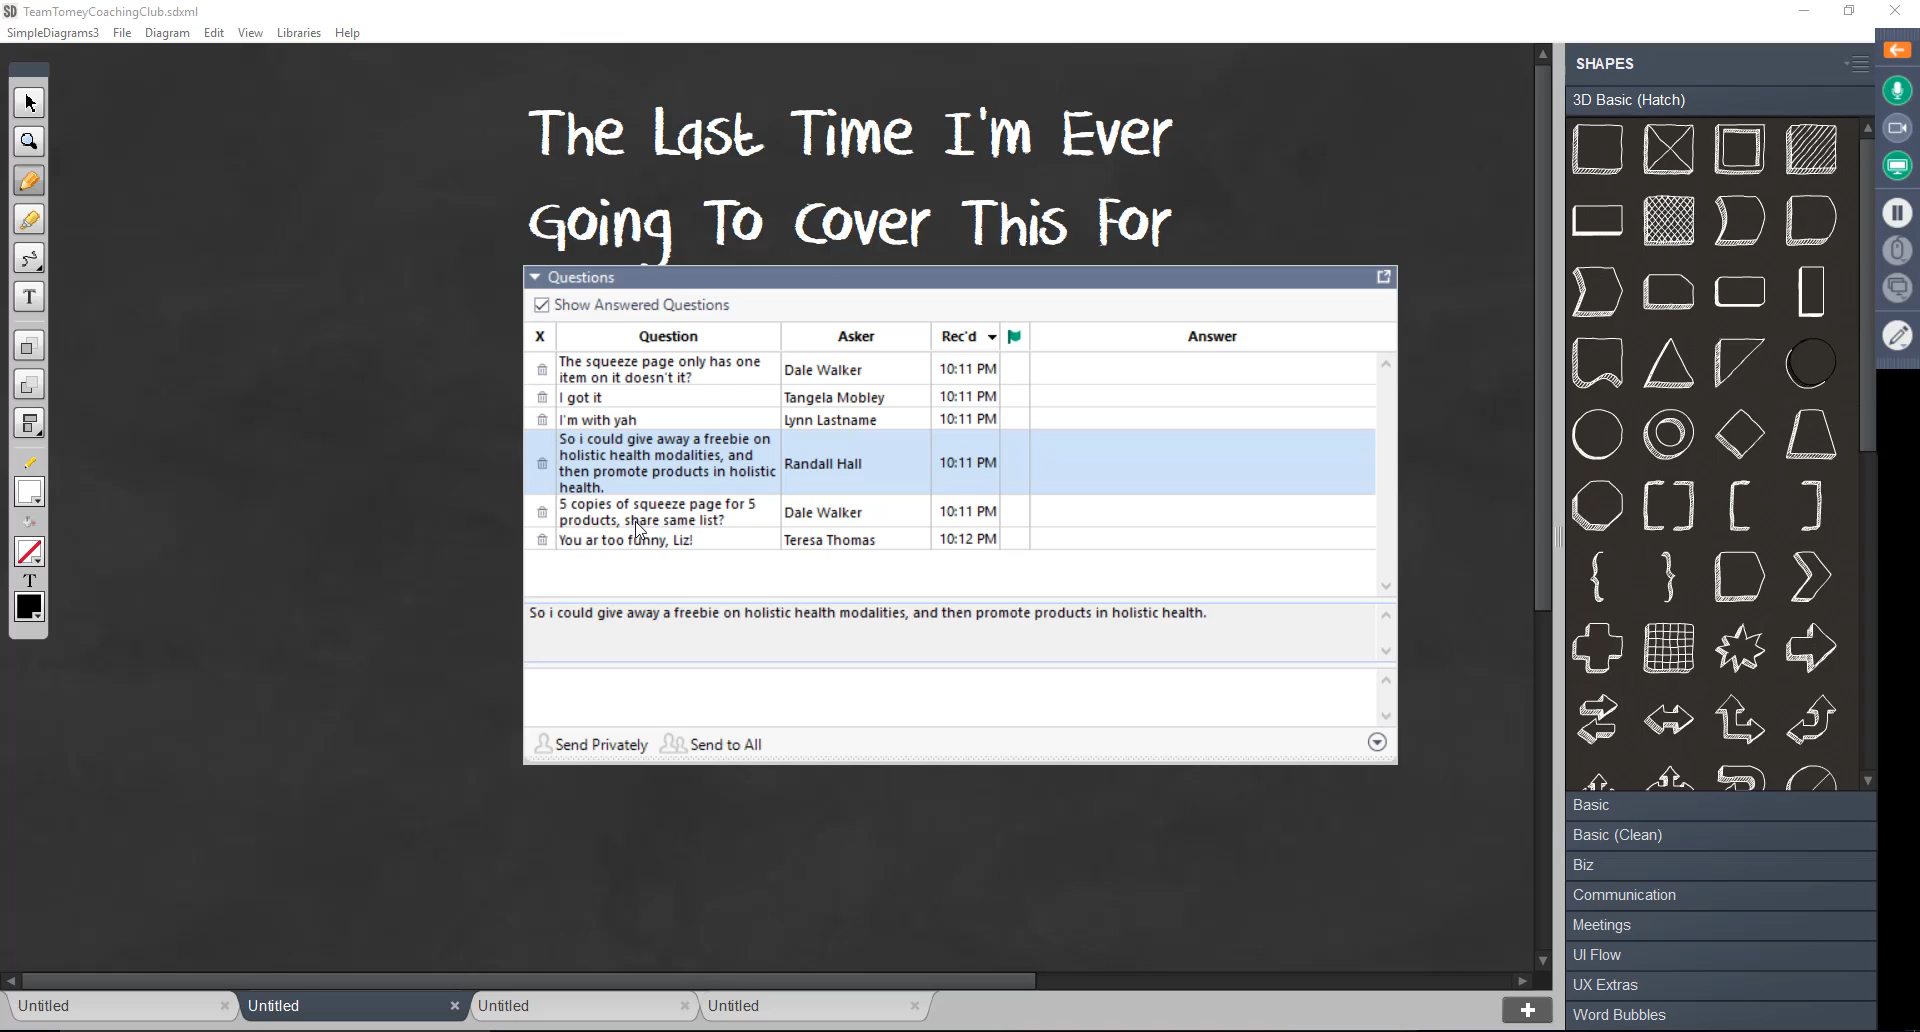 SD TeamTomeyCoachingClub.sdxml
SimpleDiagrams3 File Diagram Edit View Libraries Help
The Last Time I'm Ever
Going To Cover This For
Questions
Show Answered Questions
X Question Asker Rec'd Answer
The squeeze page only has one
item on it doesn't it?
Dale Walker 10:11 PM
I got it Tangela Mobley 10:11 PM
I'm with yah Lynn Lastname 10:11 PM
So i could give away a freebie on
holistic health modalities, and
then promote products in holistic
health.
Randall Hall 10:11 PM
5 copies of squeeze page for 5
products, share same list?
Dale Walker 10:11 PM
You ar too funny, Liz! Teresa Thomas 10:12 PM
So i could give away a freebie on holistic health modalities, and then promote products in holistic health.
Send Privately Send to All
T
T
SHAPES
3D Basic (Hatch)
Basic
Basic (Clean)
Biz
Communication
Meetings
UI Flow
UX Extras
Word Bubbles
Untitled Untitled Untitled Untitled